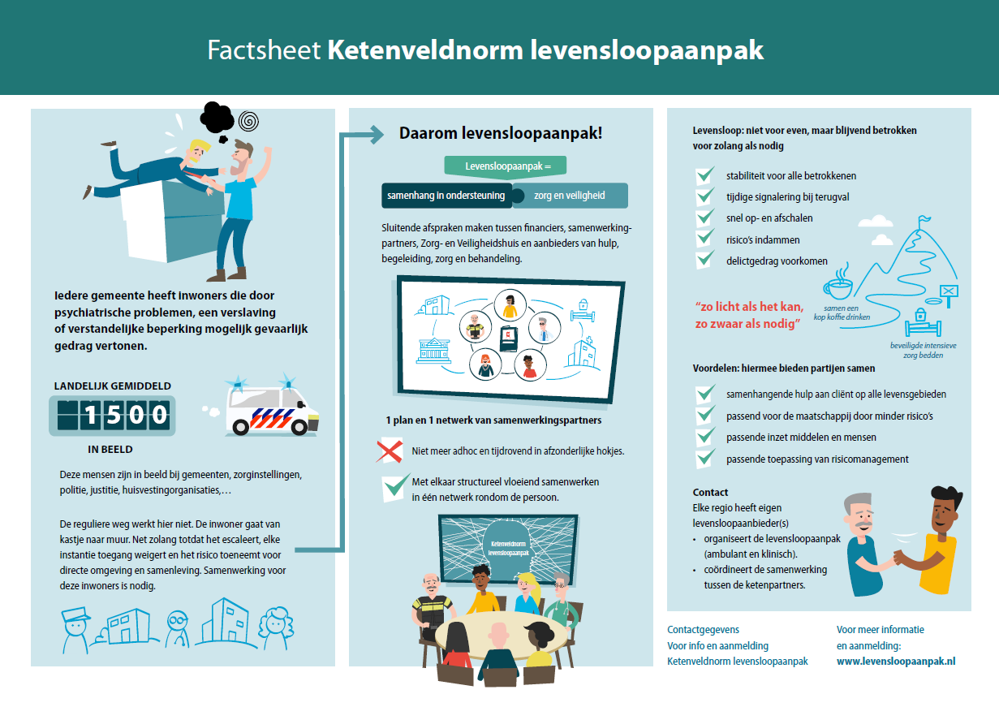 Factsheet Ketenveldnorm levensloopaanpak
Iedere gemeente heeft inwoners die door
psychiatrische problemen, een verslaving
of verstandelijke beperking mogelijk gevaarlijk
gedrag vertonen.
LANDELIJK GEMIDDELD
1500
IN BEELD
Deze mensen zijn in beeld bij gemeenten, zorginstellingen,
politie, justitie, huisvestingorganisaties,…
De reguliere weg werkt hier niet. De inwoner gaat van
kastje naar muur. Net zolang totdat het escaleert, elke
instantie toegang weigert en het risico toeneemt voor
directe omgeving en samenleving. Samenwerking voor
deze inwoners is nodig.
Daarom levensloopaanpak!
Levensloopaanpak =
samenhang in ondersteuning
zorg en veiligheid
Sluitende afspraken maken tussen financiers, samenwerking-
partners, Zorg- en Veiligheidshuis en aanbieders van hulp,
begeleiding, zorg en behandeling.
1 plan en 1 netwerk van samenwerkingspartners
Niet meer adhoc en tijdrovend in afzonderlijke hokjes.
Met elkaar structureel vloeiend samenwerken
in één netwerk rondom de persoon.
Ketenveldnorm
levensloopaanpak
Levensloop: niet voor even, maar blijvend betrokken
voor zolang als nodig
stabiliteit voor alle betrokkenen
tijdige signalering bij terugval
snel op- en afschalen
risico's indammen
delictgedrag voorkomen
“zo licht als het kan,
zo zwaar als nodig”
samen een
kop koffie drinken
beveiligde intensieve
zorg bedden
Voordelen: hiermee bieden partijen samen
samenhangende hulp aan cliënt op alle levensgebieden
passend voor de maatschappij door minder risico's
passende inzet middelen en mensen
passende toepassing van risicomanagement
Contact
Elke regio heeft eigen
levensloopaanbieder(s)
• organiseert de levensloopaanpak
(ambulant en klinisch).
• coördineert de samenwerking
tussen de ketenpartners.
Contactgegevens
Voor info en aanmelding
Ketenveldnorm levensloopaanpak
Voor meer informatie
en aanmelding:
www.levensloopaanpak.nl